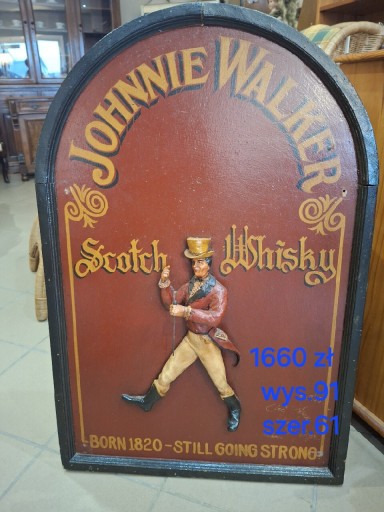 JOHNNIE WALKER
Scotch Whisky
1660 zł
wys.91
szer.61
BORN 1820-STILL GOING STRONG